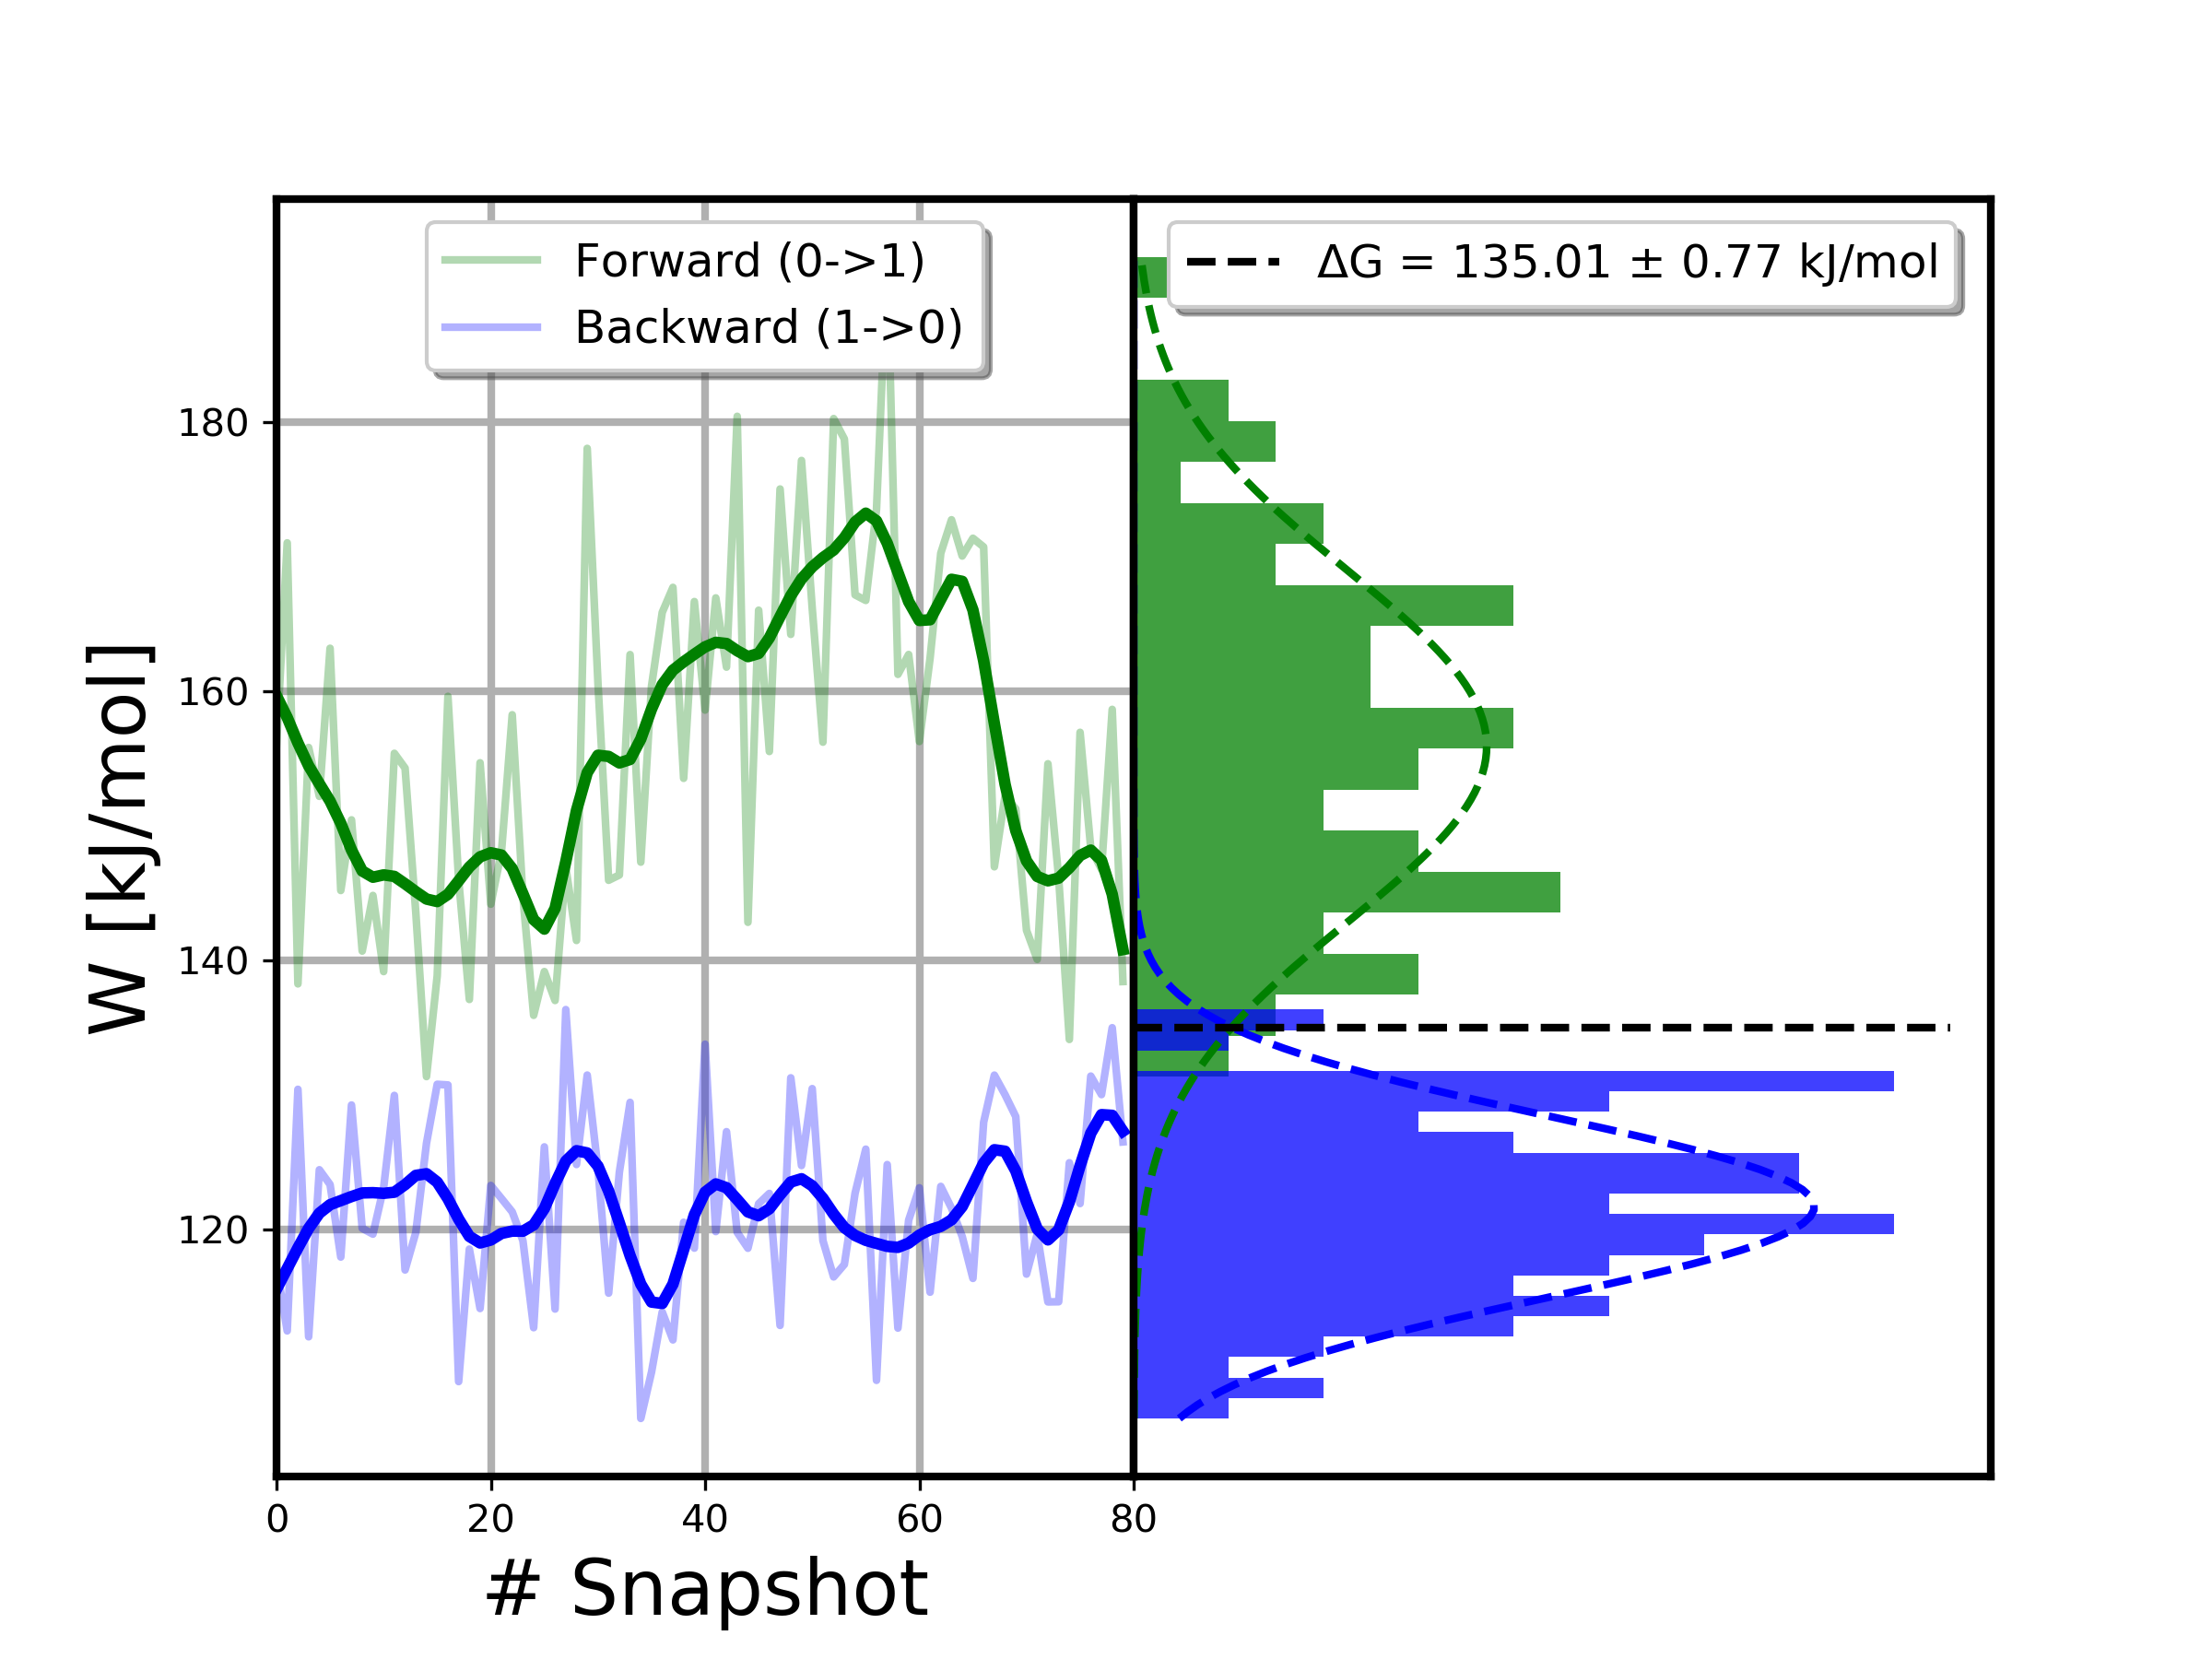 Forward (0->1)
Backward (1->0)
ΔG = 135.01 ± 0.77 kJ/mol
180
160
140
120
W [kJ/mol]
0 20 40 60 80
# Snapshot